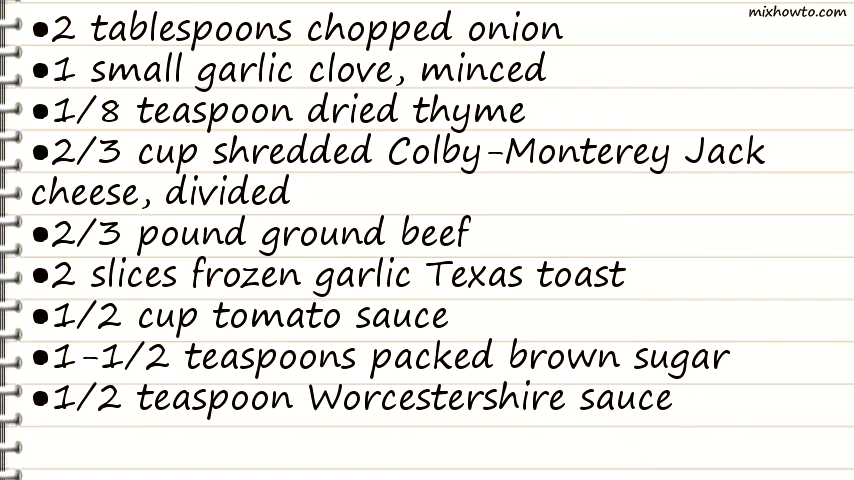 mixhowto.com
•2 tablespoons chopped onion
•1 small garlic clove, minced
•1/8 teaspoon dried thyme
•2/3 cup shredded Colby-Monterey Jack
cheese, divided
•2/3 pound ground beef
•2 slices frozen garlic Texas toast
•1/2 cup tomato sauce
•1-1/2 teaspoons packed brown sugar
•1/2 teaspoon Worcestershire sauce